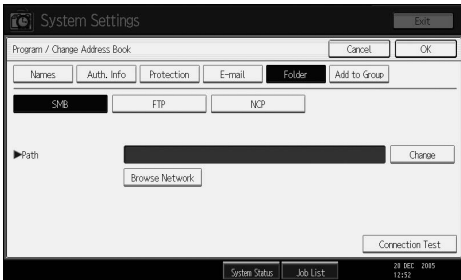 System Settings
Exit
Program / Change Address Book
Cancel
OK
Names
Auth. Info
Protection
E-mail
Folder
Add to Group
SMB
FTP
NCP
▶Path
Change
Browse Network
Connection Test
System Status
Job List
20 DEC 2005
12:52